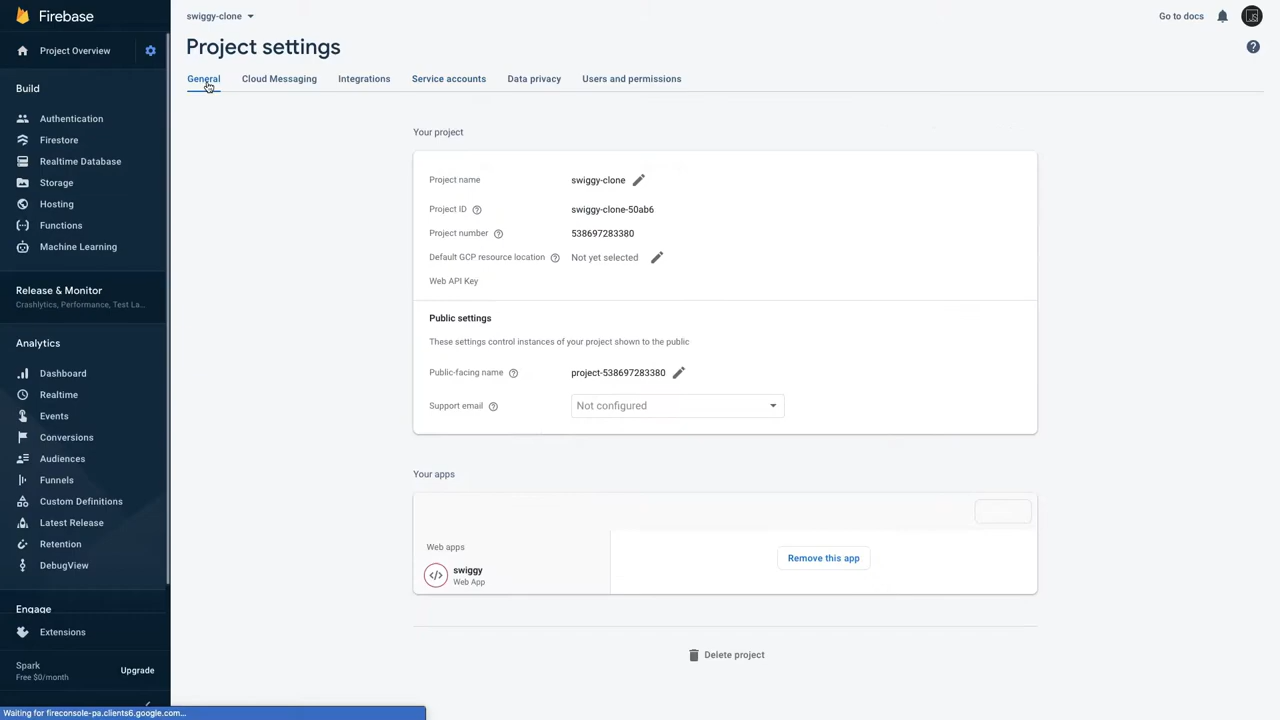 Firebase
Project Overview
Build
Authentication
Firestore
Realtime Database
Storage
Hosting
Functions
Machine Learning
Release & Monitor
Crashlytics, Performance, Test La...
Analytics
Dashboard
Realtime
Events
Conversions
Audiences
Funnels
Custom Definitions
Latest Release
Retention
DebugView
Engage
Extensions
Spark
Free $0/month
Upgrade
Waiting for fireconsole-pa.clients6.google.com...
swiggy-clone
Go to docs
Project settings
General Cloud Messaging Integrations Service accounts Data privacy Users and permissions
Your project
Project name swiggy-clone
Project ID swiggy-clone-50ab6
Project number 538697283380
Default GCP resource location Not yet selected
Web API Key
Public settings
These settings control instances of your project shown to the public
Public-facing name project-538697283380
Support email Not configured
Your apps
Web apps
swiggy
Web App
Remove this app
Delete project